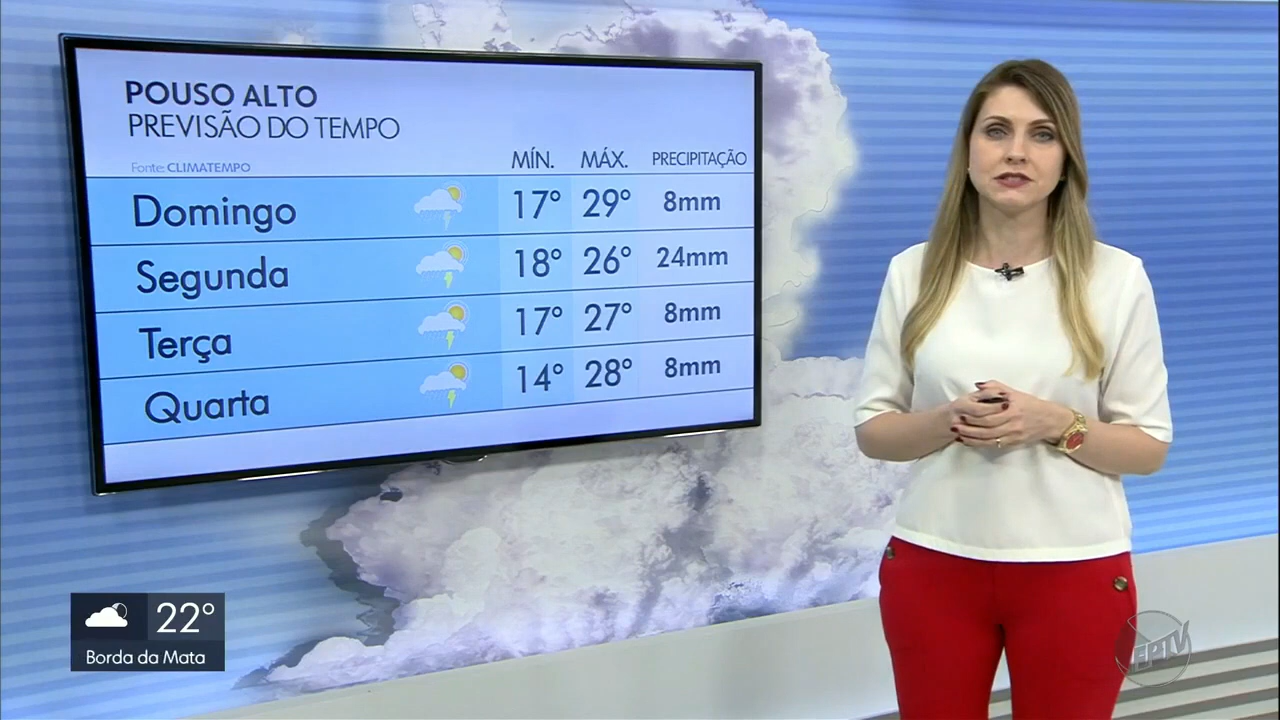 POUSO ALTO
PREVISÃO DO TEMPO
Fonte: CLIMATEMPO MÍN. MÁX. PRECIPITAÇÃO
Domingo 17° 29° 8mm
Segunda 18° 26° 24mm
Terça 17° 27° 8mm
Quarta 14° 28° 8mm
22°
Borda da Mata
EPTV